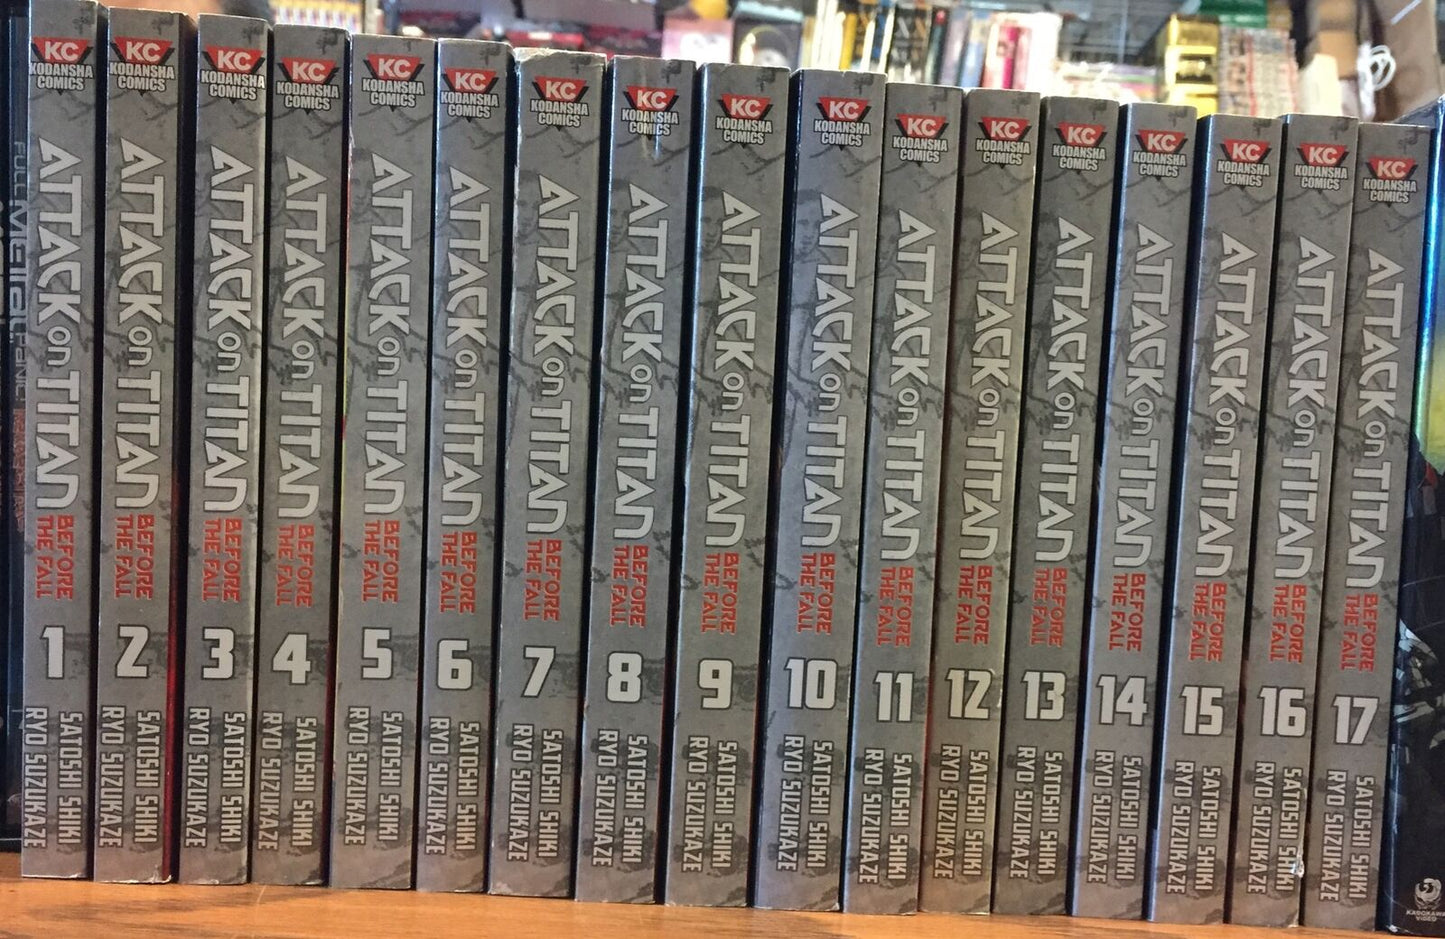 FULL METAL PANIC!
KC
KODANSHA
COMICS
ATTACK on TITAN
BEFORE
THE FALL
1
SATOSHI SHIKI
RYO SUZUKAZE
KC
KODANSHA
COMICS
ATTACK on TITAN
BEFORE
THE FALL
2
SATOSHI SHIKI
RYO SUZUKAZE
KC
KODANSHA
COMICS
ATTACK on TITAN
BEFORE
THE FALL
3
SATOSHI SHIKI
RYO SUZUKAZE
KC
KODANSHA
COMICS
ATTACK on TITAN
BEFORE
THE FALL
4
SATOSHI SHIKI
RYO SUZUKAZE
KC
KODANSHA
COMICS
ATTACK on TITAN
BEFORE
THE FALL
5
SATOSHI SHIKI
RYO SUZUKAZE
KC
KODANSHA
COMICS
ATTACK on TITAN
BEFORE
THE FALL
6
SATOSHI SHIKI
RYO SUZUKAZE
KC
KODANSHA
COMICS
ATTACK on TITAN
BEFORE
THE FALL
7
SATOSHI SHIKI
RYO SUZUKAZE
KC
KODANSHA
COMICS
ATTACK on TITAN
BEFORE
THE FALL
8
SATOSHI SHIKI
RYO SUZUKAZE
KC
KODANSHA
COMICS
ATTACK on TITAN
BEFORE
THE FALL
9
SATOSHI SHIKI
RYO SUZUKAZE
KC
KODANSHA
COMICS
ATTACK on TITAN
BEFORE
THE FALL
10
SATOSHI SHIKI
RYO SUZUKAZE
KC
KODANSHA
COMICS
ATTACK on TITAN
BEFORE
THE FALL
11
SATOSHI SHIKI
RYO SUZUKAZE
KC
KODANSHA
COMICS
ATTACK on TITAN
BEFORE
THE FALL
12
SATOSHI SHIKI
RYO SUZUKAZE
KC
KODANSHA
COMICS
ATTACK on TITAN
BEFORE
THE FALL
13
SATOSHI SHIKI
RYO SUZUKAZE
KC
KODANSHA
COMICS
ATTACK on TITAN
BEFORE
THE FALL
14
SATOSHI SHIKI
RYO SUZUKAZE
KC
KODANSHA
COMICS
ATTACK on TITAN
BEFORE
THE FALL
15
SATOSHI SHIKI
RYO SUZUKAZE
KC
KODANSHA
COMICS
ATTACK on TITAN
BEFORE
THE FALL
16
SATOSHI SHIKI
RYO SUZUKAZE
KC
KODANSHA
COMICS
ATTACK on TITAN
BEFORE
THE FALL
17
SATOSHI SHIKI
RYO SUZUKAZE
KADOKAWA
VIDEO